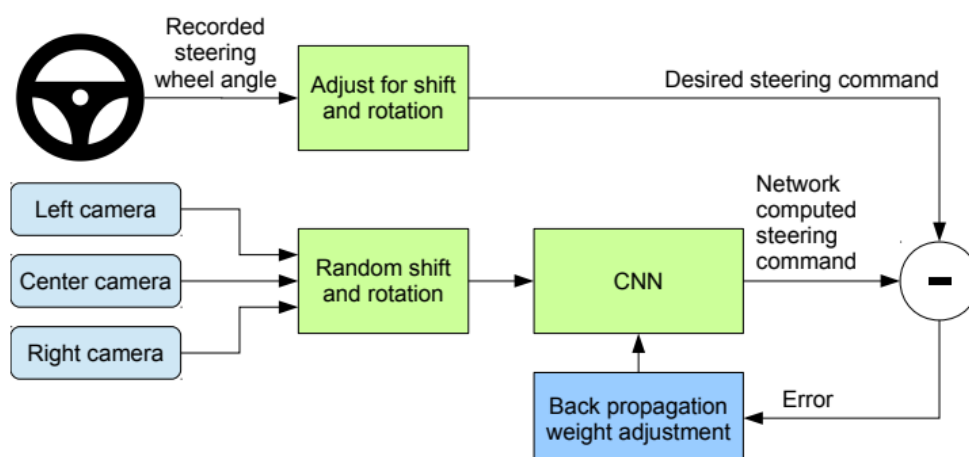 Recorded
steering
wheel angle
Adjust for shift
and rotation
Desired steering command
Left camera
Center camera
Right camera
Random shift
and rotation
CNN
Network
computed
steering
command
-
Back propagation
weight adjustment
Error